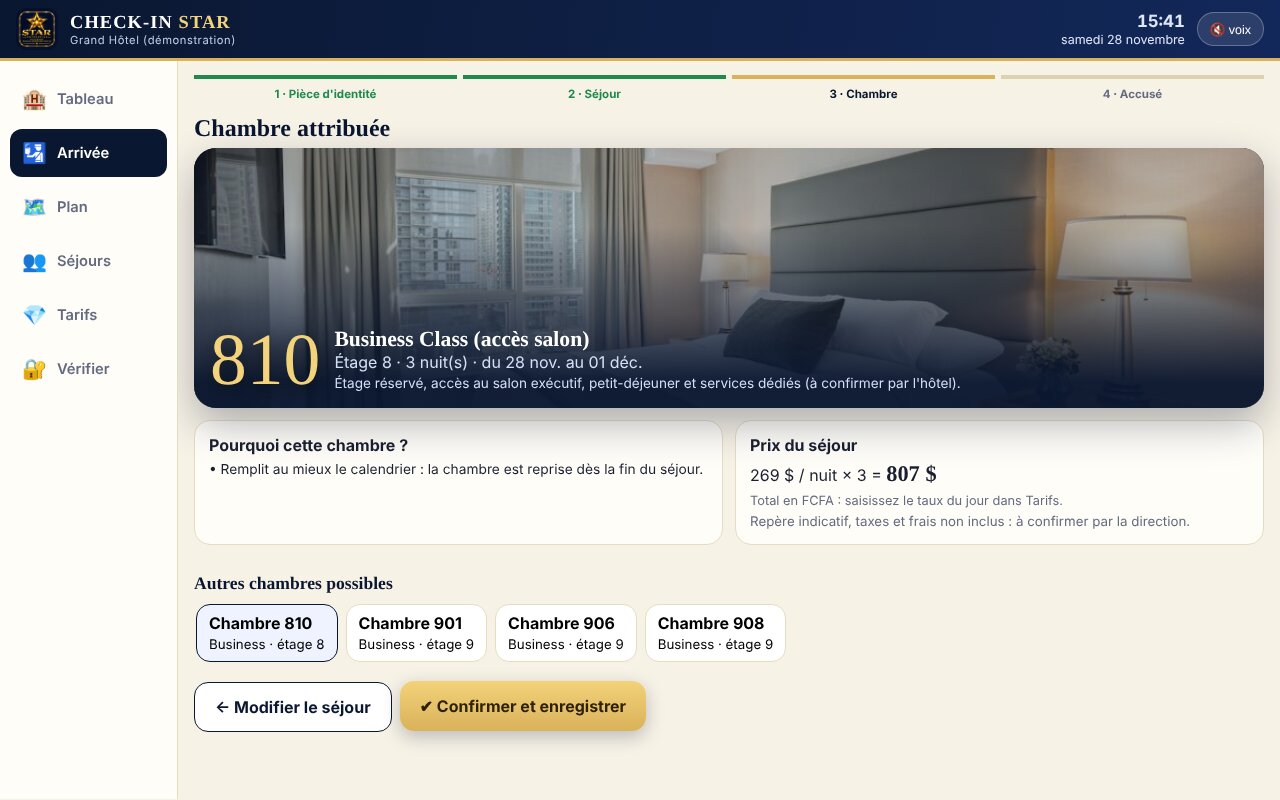 STAR
CHECK-IN STAR
Grand Hôtel (démonstration)
15:41
samedi 28 novembre
🔇 voix
Tableau
Arrivée
Plan
Séjours
Tarifs
Vérifier
1 · Pièce d'identité
2 · Séjour
3 · Chambre
4 · Accusé
Chambre attribuée
810
Business Class (accès salon)
Étage 8 · 3 nuit(s) · du 28 nov. au 01 déc.
Étage réservé, accès au salon exécutif, petit-déjeuner et services dédiés (à confirmer par l'hôtel).
Pourquoi cette chambre ?
• Remplit au mieux le calendrier : la chambre est reprise dès la fin du séjour.
Prix du séjour
269 $ / nuit × 3 = 807 $
Total en FCFA : saisissez le taux du jour dans Tarifs.
Repère indicatif, taxes et frais non inclus : à confirmer par la direction.
Autres chambres possibles
Chambre 810
Business · étage 8
Chambre 901
Business · étage 9
Chambre 906
Business · étage 9
Chambre 908
Business · étage 9
← Modifier le séjour
✔ Confirmer et enregistrer